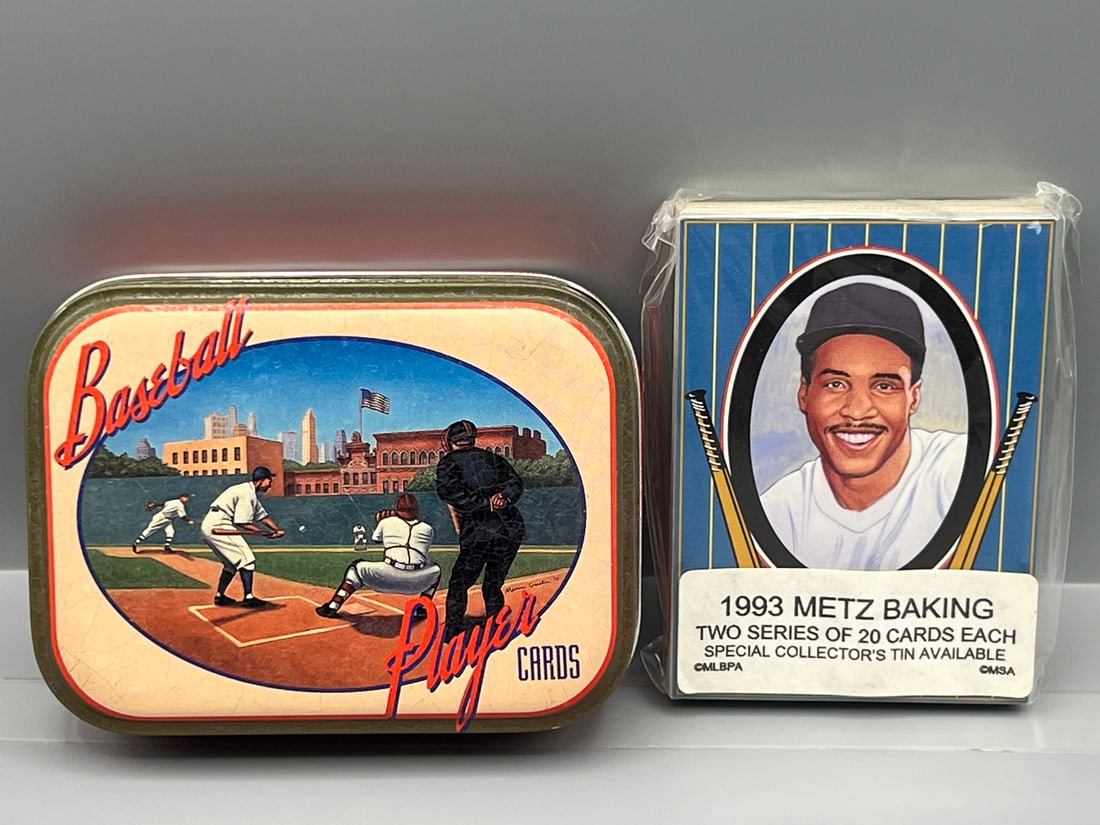 Baseball
Player
CARDS
1993 METZ BAKING
TWO SERIES OF 20 CARDS EACH
SPECIAL COLLECTOR'S TIN AVAILABLE
©MLBPA ©MSA